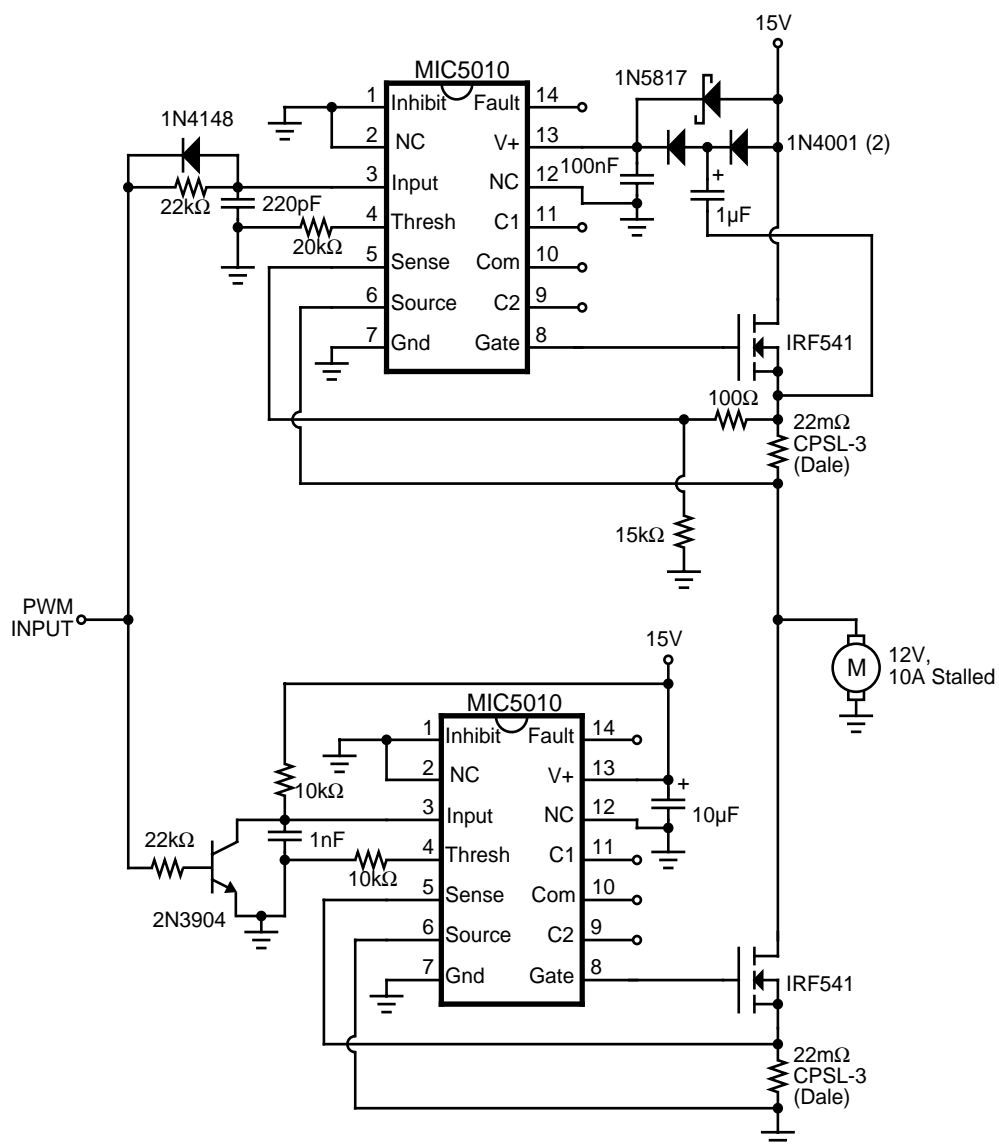 15V
MIC5010
1N5817
1 Inhibit Fault 14
1N4148
2 NC V+ 13
1N4001 (2)
100nF
+
3 Input NC 12
22kΩ
220pF
1µF
4 Thresh C1 11
20kΩ
5 Sense Com 10
6 Source C2 9
7 Gnd Gate 8
IRF541
100Ω
22mΩ
CPSL-3
(Dale)
15kΩ
PWM
INPUT
15V
M
12V,
10A Stalled
MIC5010
1 Inhibit Fault 14
2 NC V+ 13
+
10kΩ
3 Input NC 12
10µF
22kΩ
1nF
4 Thresh C1 11
10kΩ
5 Sense Com 10
2N3904
6 Source C2 9
7 Gnd Gate 8
IRF541
22mΩ
CPSL-3
(Dale)